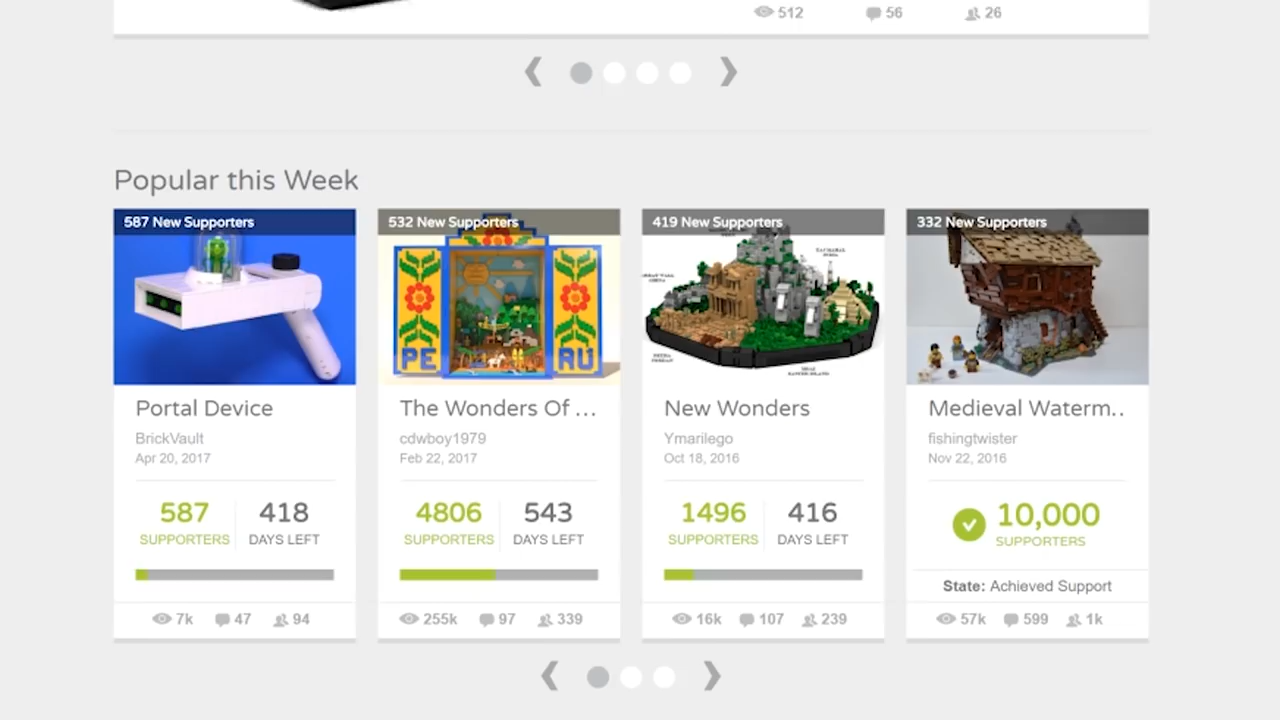 512 56 26
Popular this Week
587 New Supporters
532 New Supporters
419 New Supporters
332 New Supporters
PE RÚ
Portal Device
BrickVault
Apr 20, 2017
587 418
SUPPORTERS DAYS LEFT
7k 47 94
The Wonders Of ...
cdwboy1979
Feb 22, 2017
4806 543
SUPPORTERS DAYS LEFT
255k 97 339
New Wonders
Ymarilego
Oct 18, 2016
1496 416
SUPPORTERS DAYS LEFT
16k 107 239
Medieval Waterm..
fishingtwister
Nov 22, 2016
10,000
SUPPORTERS
State: Achieved Support
57k 599 1k